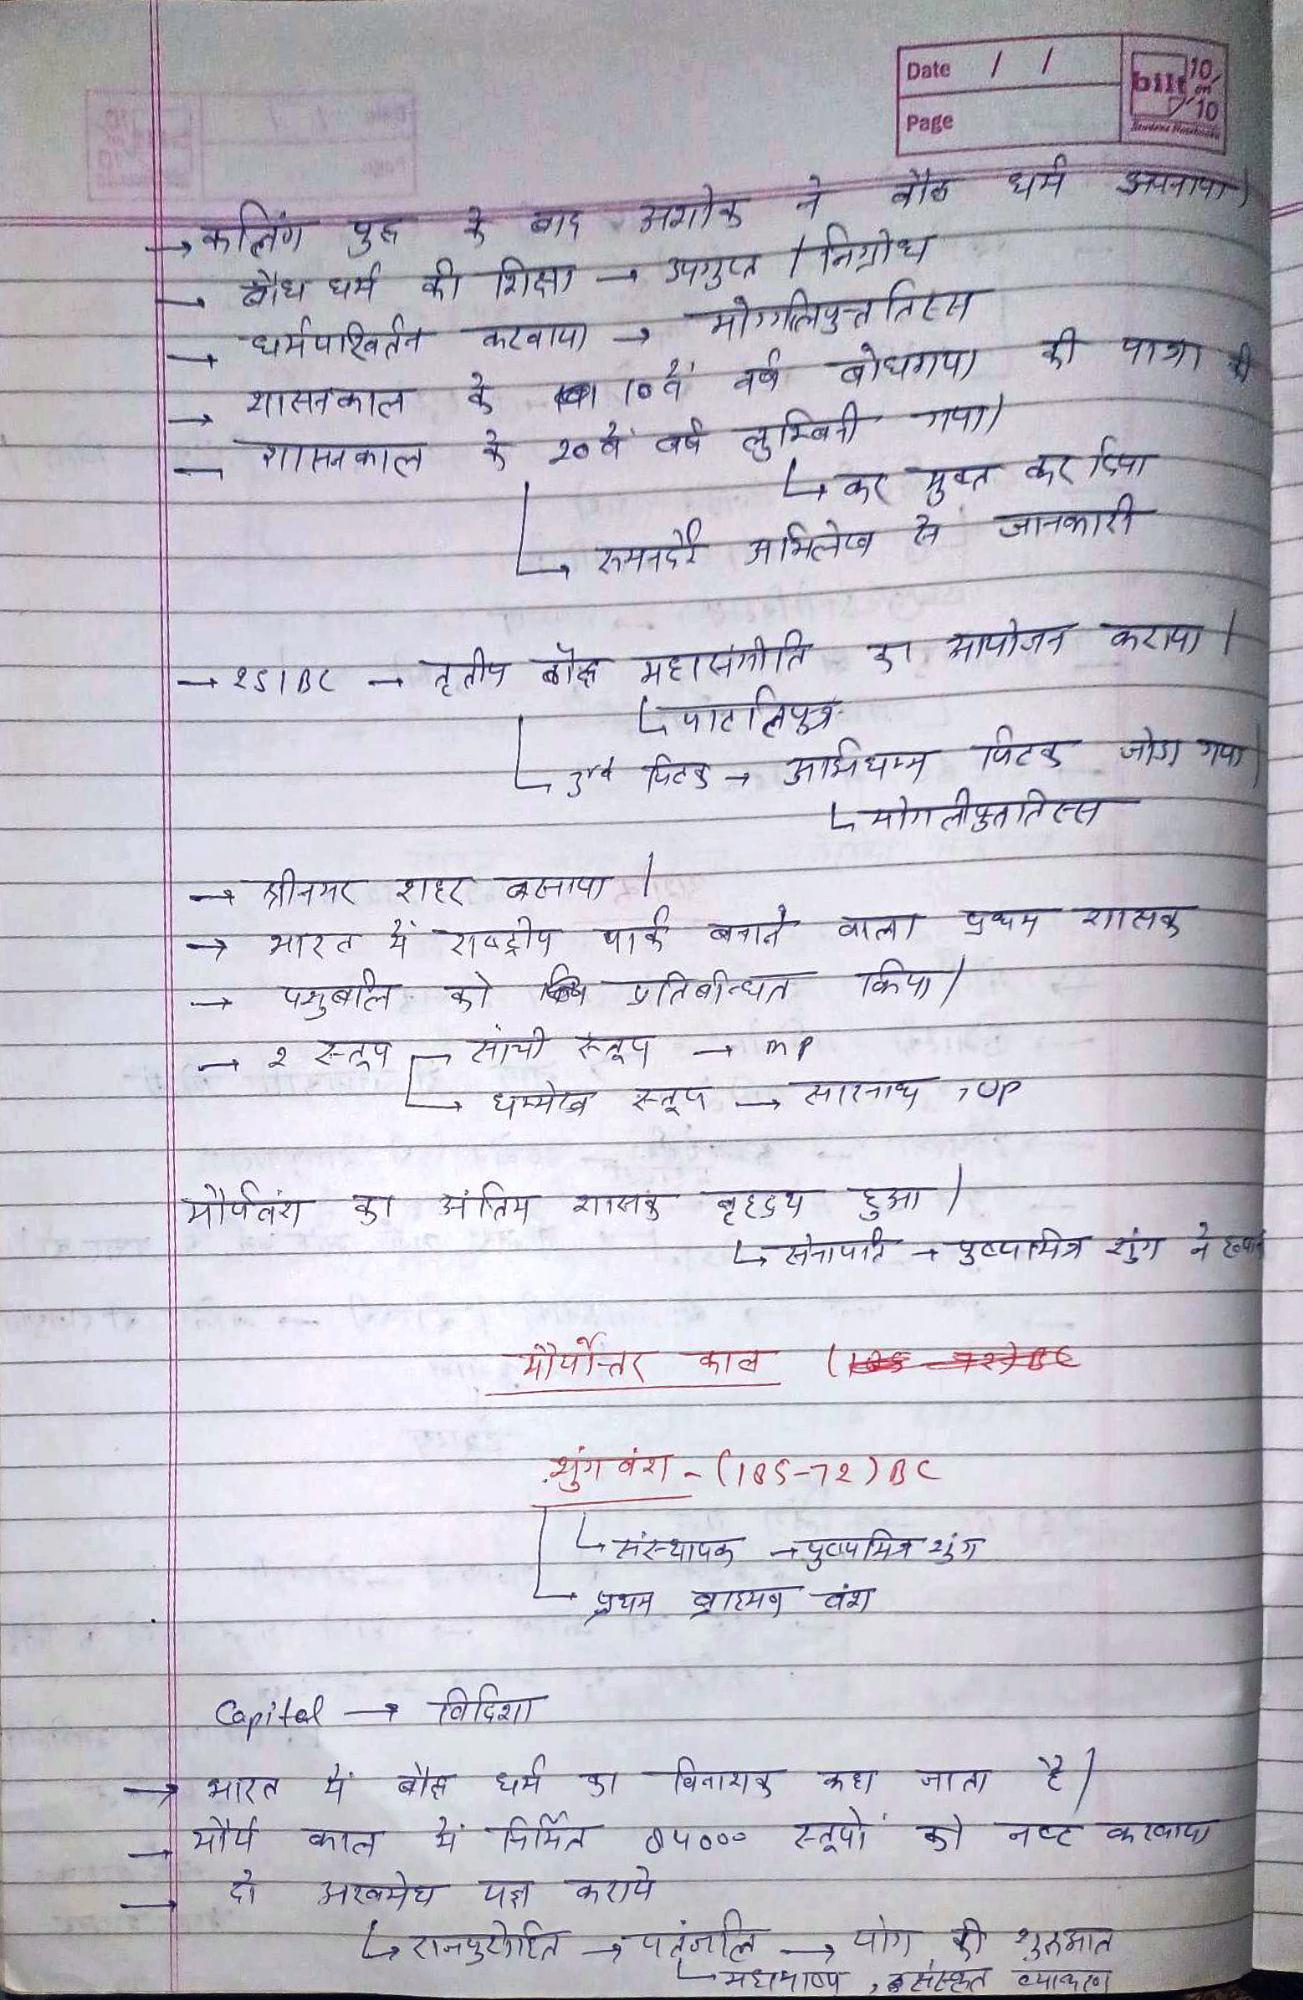 Date / /
Page
bilt 10 on 10
→ कलिंग युद्ध के बाद अशोक ने बौद्ध धर्म अपनाया।
→ बौध धर्म की शिक्षा → उपगुप्त / निग्रोध
→ धर्मपरिवर्तन करवाया → मोग्गलिपुत्ततिस्स
→ शासनकाल के 10वें वर्ष बोधगया की यात्रा की
→ शासनकाल के 20वें वर्ष लुम्बिनी गया।
↳ कर मुक्त कर दिया
↳ रुमनदेई अभिलेख से जानकारी
→ 251BC → तृतीय बौद्ध महासंगीति का आयोजन कराया।
↳ पाटलिपुत्र
↳ 3rd पिटक → अभिधम्म पिटक जोड़ा गया।
↳ मोगलीपुत्ततिस्स
→ श्रीनगर शहर बसाया।
→ भारत में राष्ट्रीय पार्क बनाने वाला प्रथम शासक
→ पशुबलि को प्रतिबन्धित किया।
→ 2 स्तूप → सांची स्तूप → MP
→ धम्मेख स्तूप → सारनाथ, UP
मौर्यवंश का अंतिम शासक बृहद्रथ हुआ।
↳ सेनापति → पुष्यमित्र शुंग ने हत्या
मौर्योत्तर काल
शुंग वंश - (185-72) BC
↳ संस्थापक → पुष्यमित्र शुंग
↳ प्रथम ब्राह्मण वंश
Capital → विदिशा
→ भारत में बौद्ध धर्म का विनाशक कहा जाता है।
→ मौर्य काल में निर्मित 84000 स्तूपों को नष्ट करवाया
→ दो अश्वमेध यज्ञ कराये
↳ राजपुरोहित → पतंजलि → योग की शुरुआत
↳ महाभाष्य, संस्कृत व्याकरण